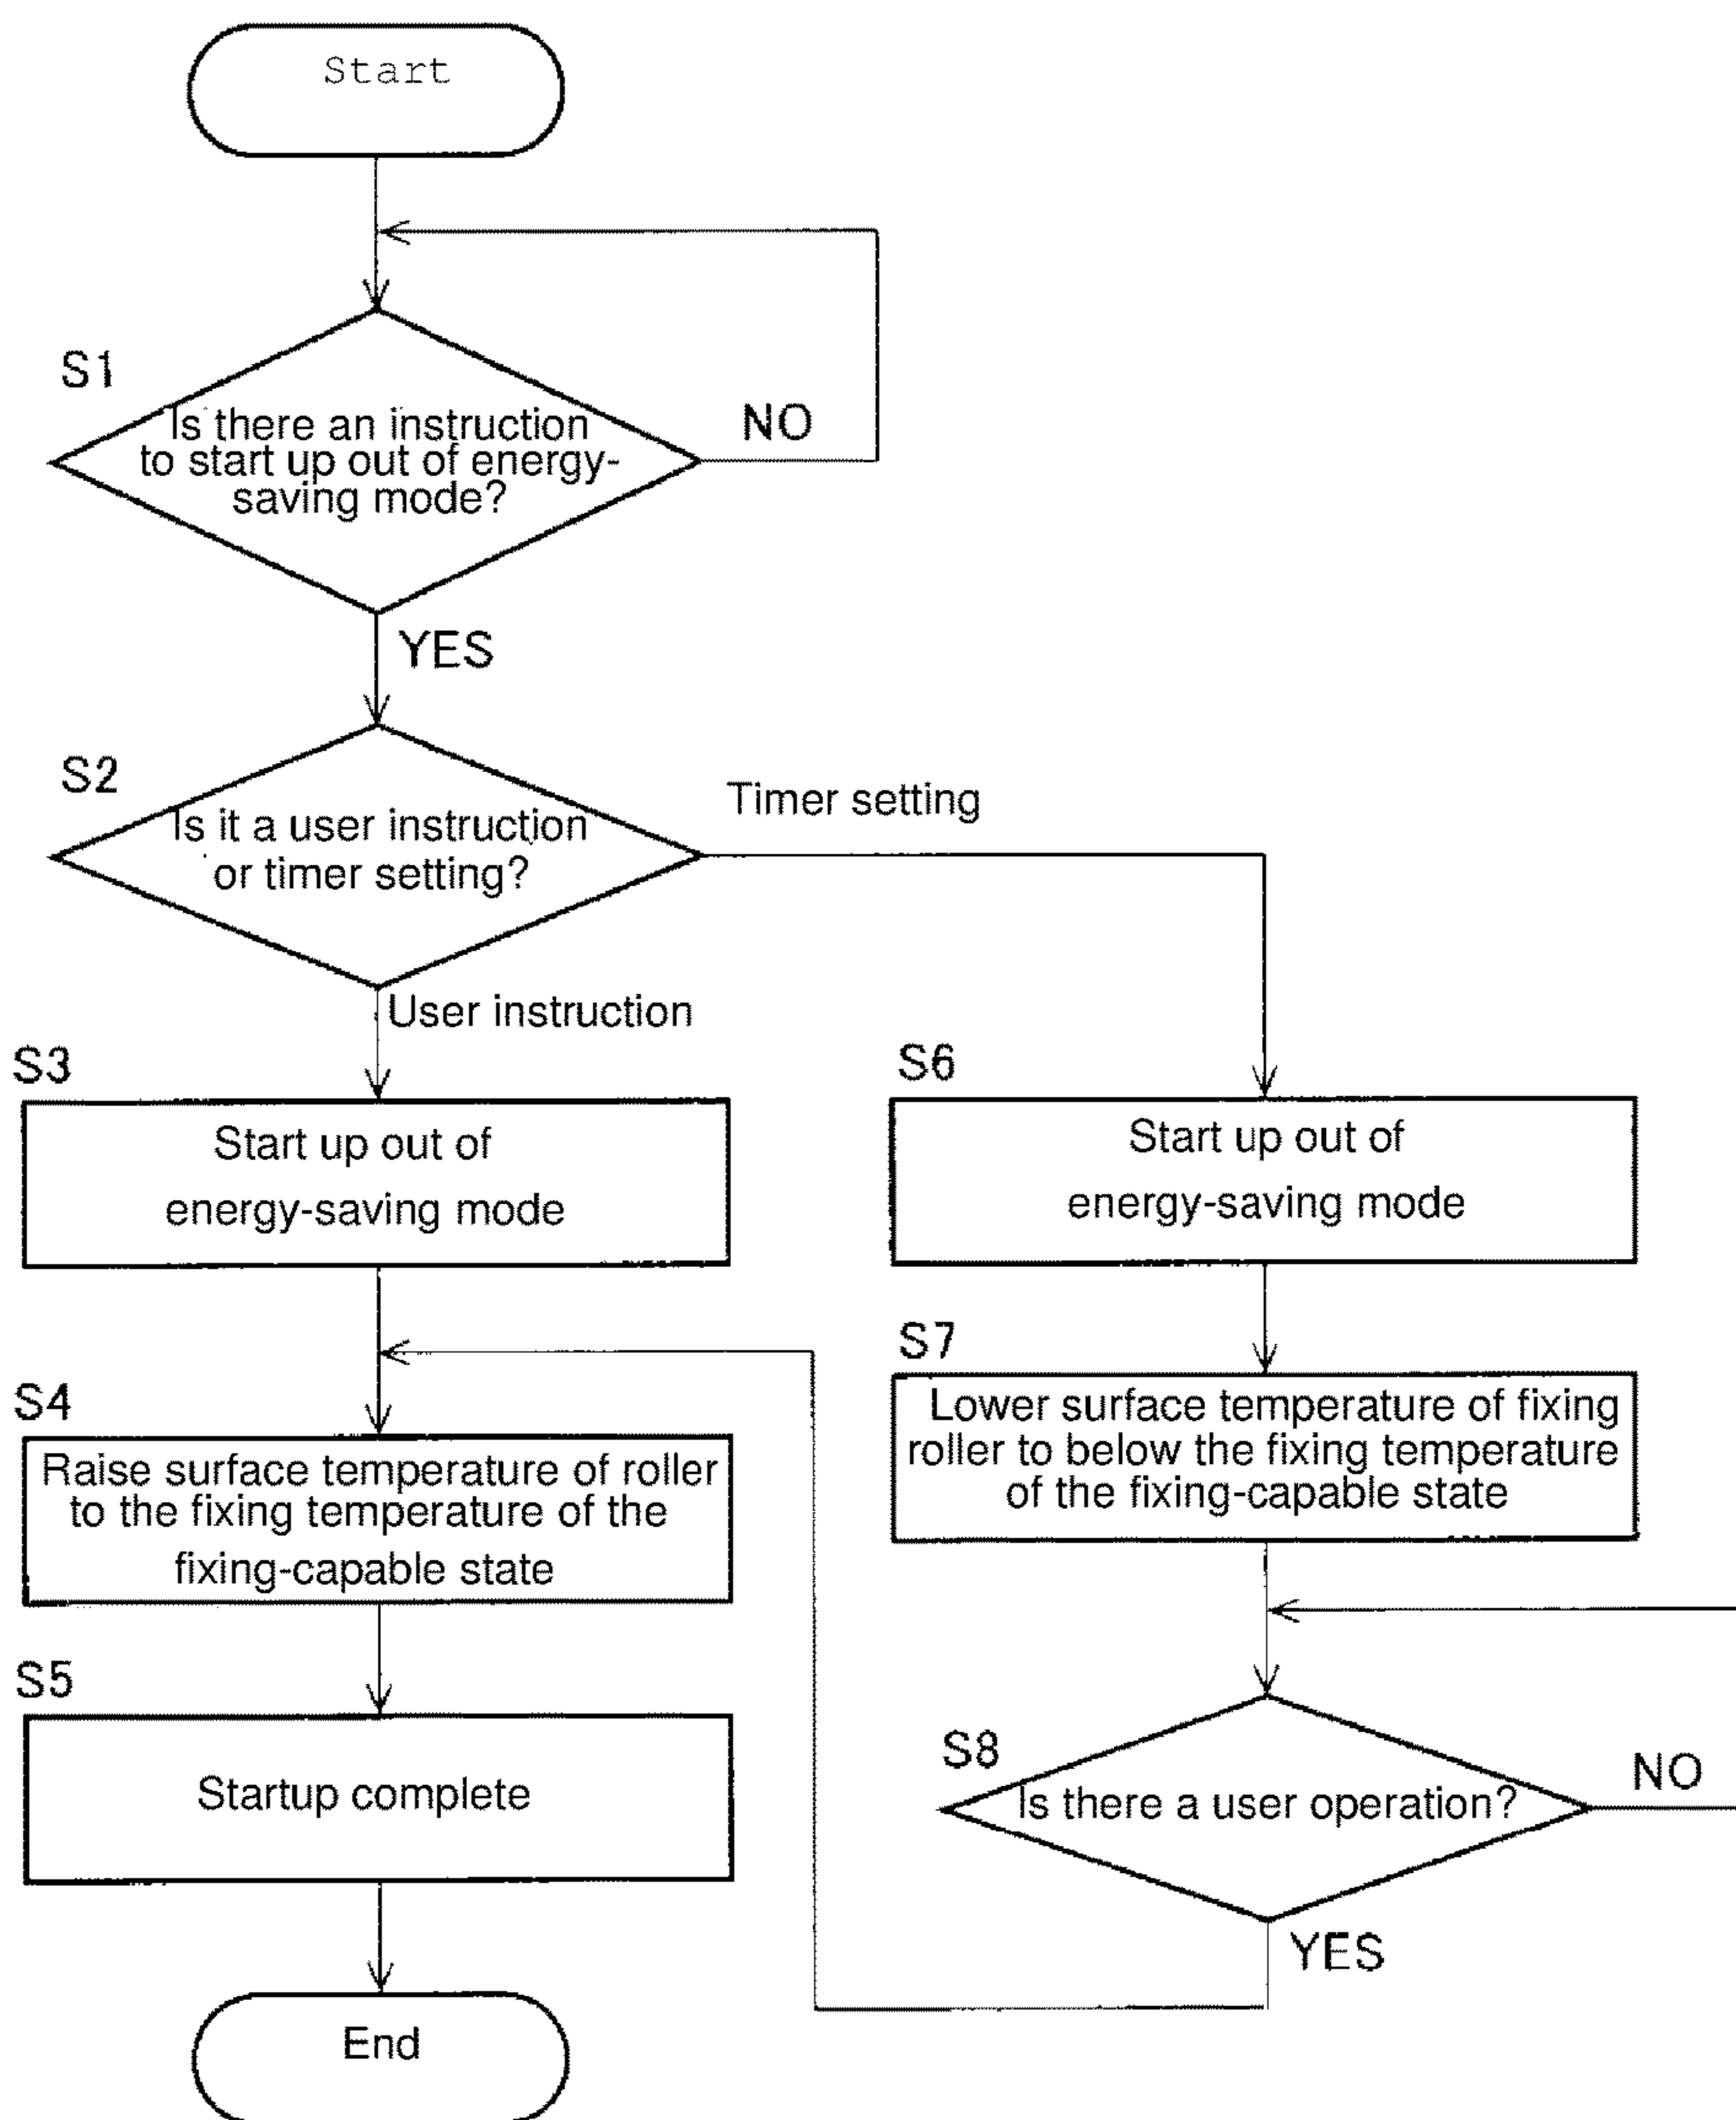 Start
S1
Is there an instruction
to start up out of energy-
saving mode?
NO
YES
S2
Is it a user instruction
or timer setting?
Timer setting
User instruction
S3
Start up out of
energy-saving mode
S6
Start up out of
energy-saving mode
S4
Raise surface temperature of roller
to the fixing temperature of the
fixing-capable state
S7
Lower surface temperature of fixing
roller to below the fixing temperature
of the fixing-capable state
S5
Startup complete
S8
Is there a user operation?
NO
YES
End